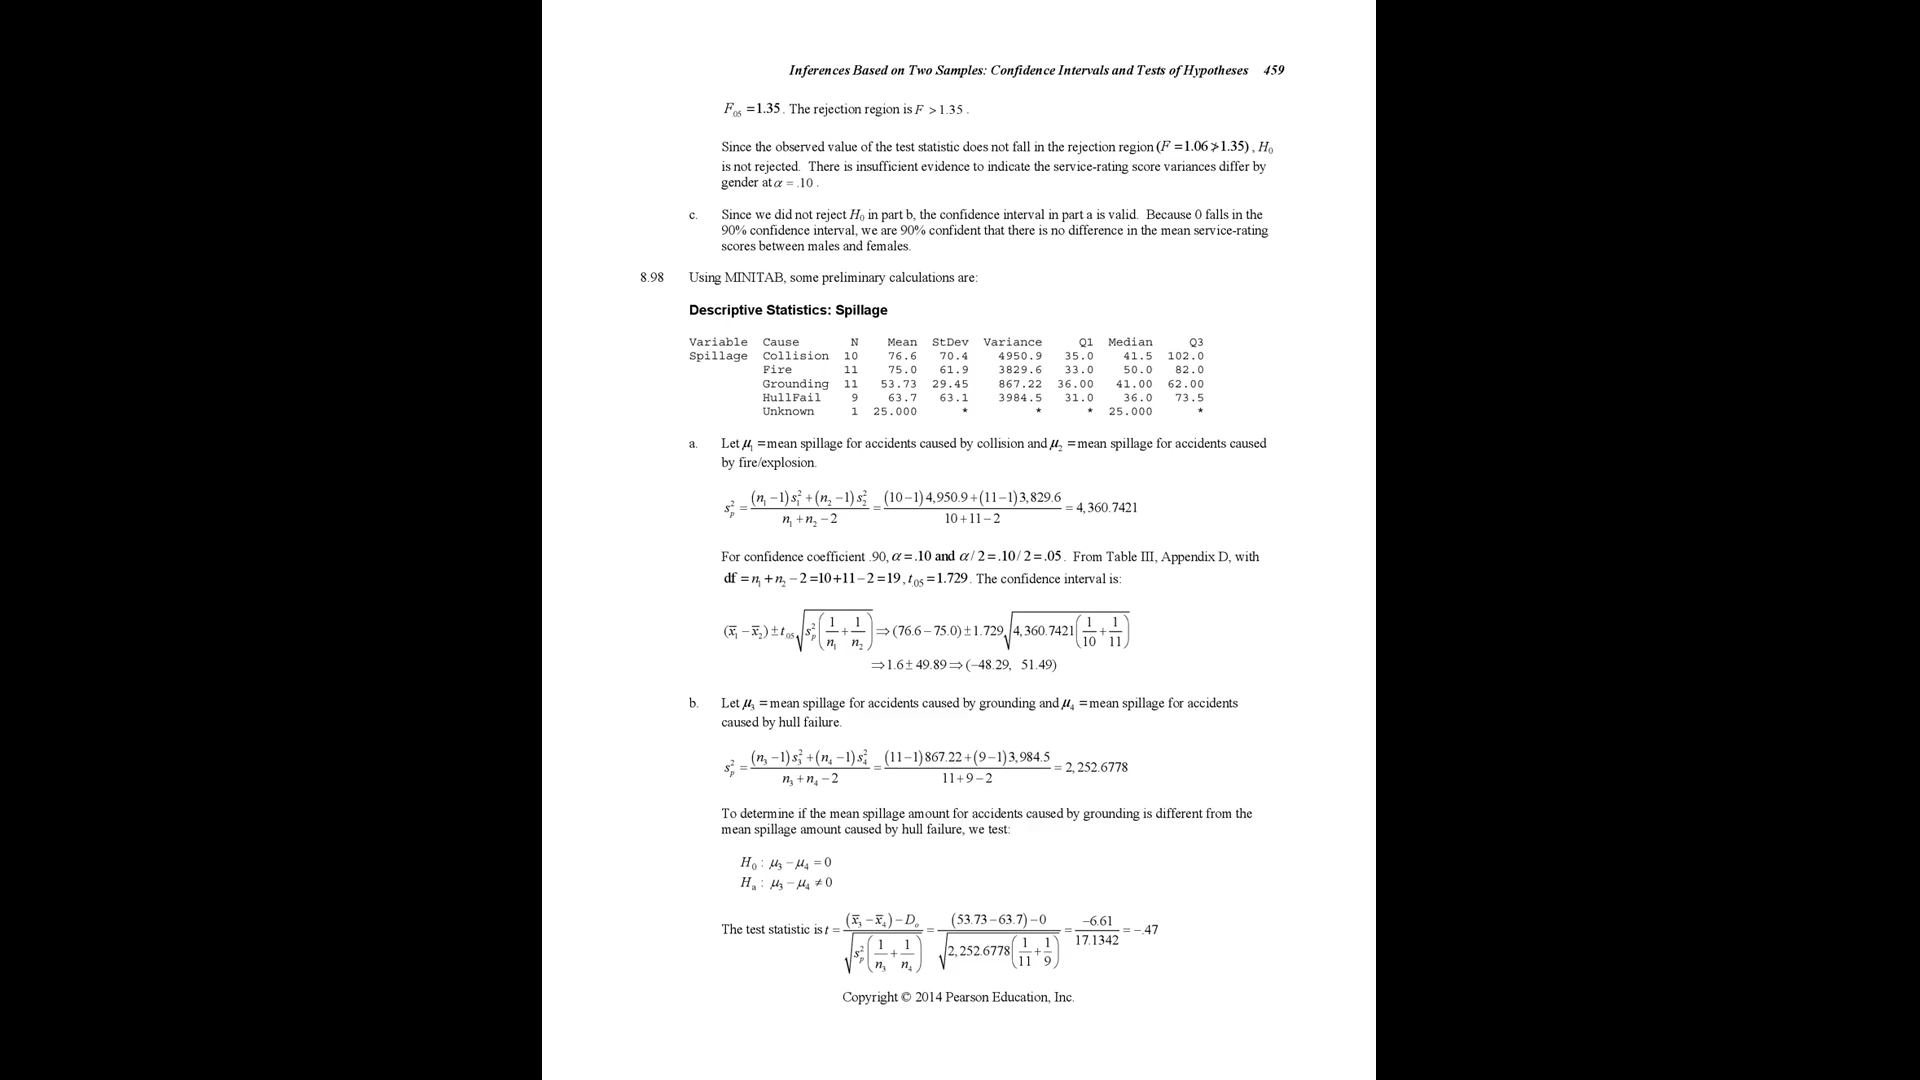 Inferences Based on Two Samples: Confidence Intervals and Tests of Hypotheses 459
F.05 = 1.35. The rejection region is F > 1.35.
Since the observed value of the test statistic does not fall in the rejection region (F = 1.06 ≯ 1.35), H0
is not rejected. There is insufficient evidence to indicate the service-rating score variances differ by
gender at α = .10.
c. Since we did not reject H0 in part b, the confidence interval in part a is valid. Because 0 falls in the
90% confidence interval, we are 90% confident that there is no difference in the mean service-rating
scores between males and females.
8.98 Using MINITAB, some preliminary calculations are:
Descriptive Statistics: Spillage
Variable Cause N Mean StDev Variance Q1 Median Q3
Spillage Collision 10 76.6 70.4 4950.9 35.0 41.5 102.0
Fire 11 75.0 61.9 3829.6 33.0 50.0 82.0
Grounding 11 53.73 29.45 867.22 36.00 41.00 62.00
HullFail 9 63.7 63.1 3984.5 31.0 36.0 73.5
Unknown 1 25.000 * * * 25.000 *
a. Let μ1 = mean spillage for accidents caused by collision and μ2 = mean spillage for accidents caused
by fire/explosion.
s_p^2 = ((n1 − 1)s1^2 + (n2 − 1)s2^2)/(n1 + n2 − 2) = ((10 − 1)4,950.9 + (11 − 1)3,829.6)/(10 + 11 − 2) = 4,360.7421
For confidence coefficient .90, α = .10 and α / 2 = .10 / 2 = .05. From Table III, Appendix D, with
df = n1 + n2 − 2 = 10 + 11 − 2 = 19, t.05 = 1.729. The confidence interval is:
(x̄1 − x̄2) ± t.05 √(s_p^2(1/n1 + 1/n2)) ⇒ (76.6 − 75.0) ± 1.729√(4,360.7421(1/10 + 1/11))
⇒ 1.6 ± 49.89 ⇒ (−48.29, 51.49)
b. Let μ3 = mean spillage for accidents caused by grounding and μ4 = mean spillage for accidents
caused by hull failure.
s_p^2 = ((n3 − 1)s3^2 + (n4 − 1)s4^2)/(n3 + n4 − 2) = ((11 − 1)867.22 + (9 − 1)3,984.5)/(11 + 9 − 2) = 2,252.6778
To determine if the mean spillage amount for accidents caused by grounding is different from the
mean spillage amount caused by hull failure, we test:
H0 : μ3 − μ4 = 0
Ha : μ3 − μ4 ≠ 0
The test statistic is t = ((x̄3 − x̄4) − Do)/√(s_p^2(1/n3 + 1/n4)) = ((53.73 − 63.7) − 0)/√(2,252.6778(1/11 + 1/9)) = −6.61/17.1342 = −.47
Copyright © 2014 Pearson Education, Inc.